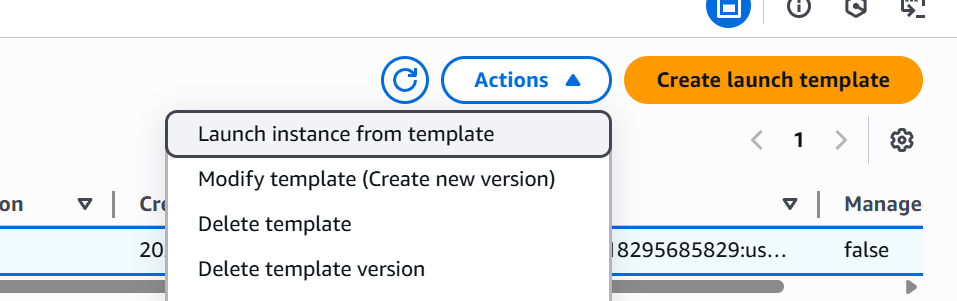 Actions
Create launch template
Launch instance from template
1
Modify template (Create new version)
on
Manage
Delete template
20
18295685829:us...
false
Delete template version